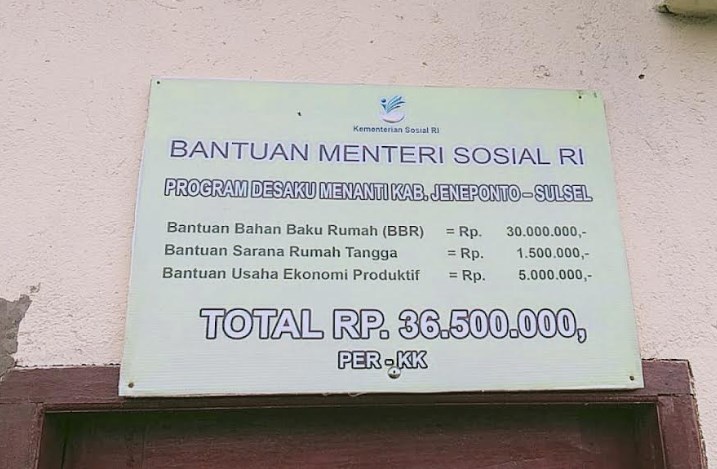 Kementerian Sosial RI
BANTUAN MENTERI SOSIAL RI
PROGRAM DESAKU MENANTI KAB. JENEPONTO – SULSEL
Bantuan Bahan Baku Rumah (BBR) = Rp. 30.000.000,-
Bantuan Sarana Rumah Tangga = Rp. 1.500.000,-
Bantuan Usaha Ekonomi Produktif = Rp. 5.000.000,-
TOTAL RP. 36.500.000,
PER - KK